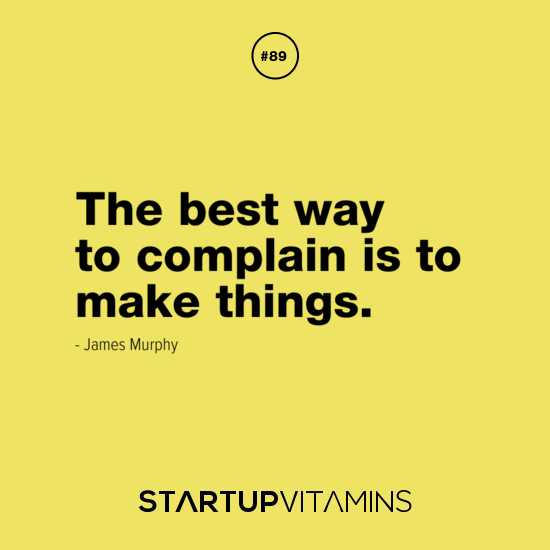 #89
The best way
to complain is to
make things.
- James Murphy
STARTUPVITAMINS